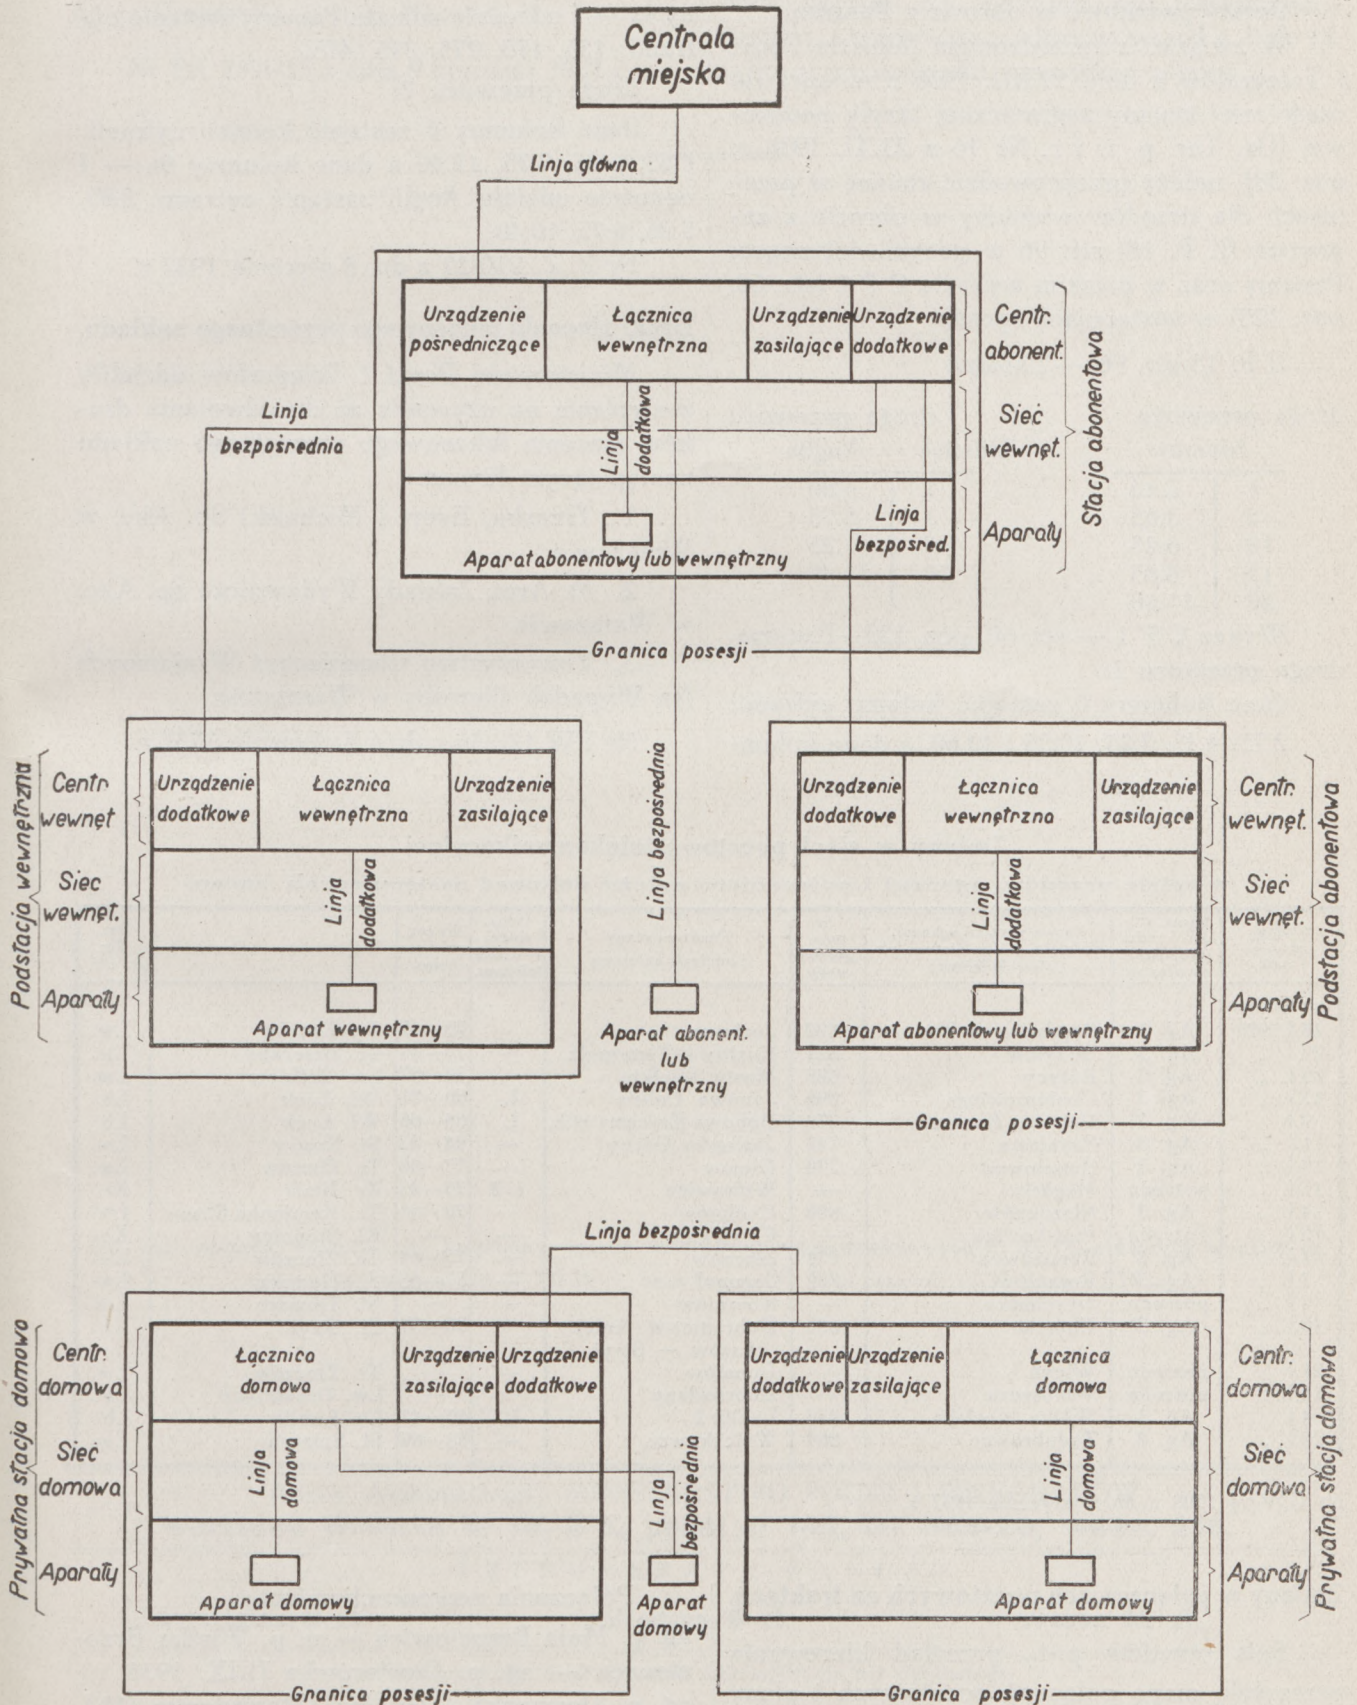 Centrala
miejska
Linja główna
Urządzenie
pośredniczące
Łącznica
wewnętrzna
Urządzenie
zasilające
Urządzenie
dodatkowe
Centr.
abonent.
Linja
bezpośrednia
Linja
dodatkowa
Sieć
wewnęt.
Stacja abonentowa
Linja
bezpośred.
Aparaty
Aparat abonentowy lub wewnętrzny
Granica posesji
Podstacja wewnętrzna
Centr
wewnęt
Urządzenie
dodatkowe
Łącznica
wewnętrzna
Urządzenie
zasilające
Siec
wewnęt.
Linja
dodatkowa
Aparaty
Aparat wewnętrzny
Linja bezpośrednia
Aparat abonent.
lub
wewnętrzny
Urządzenie
dodatkowe
Łącznica
wewnętrzna
Urządzenie
zasilające
Centr.
wewnęt.
Linja
dodatkowa
Sieć
wewnęt.
Podstacja abonentowa
Aparaty
Aparat abonentowy lub wewnętrzny
Granica posesji
Linja bezpośrednia
Prywatna stacja domowo
Centr.
domowa
Łącznica
domowa
Urządzenie
zasilające
Urządzenie
dodatkowe
Sieć
domowa
Linja
domowa
Aparaty
Aparat domowy
Linja
bezpośrednia
Aparat
domowy
Granica posesji
Urządzenie
dodatkowe
Urządzenie
zasilające
Łącznica
domowa
Centr.
domowa
Linja
domowa
Sieć
domowa
Prywatna stacja domowa
Aparaty
Aparat domowy
Granica posesji